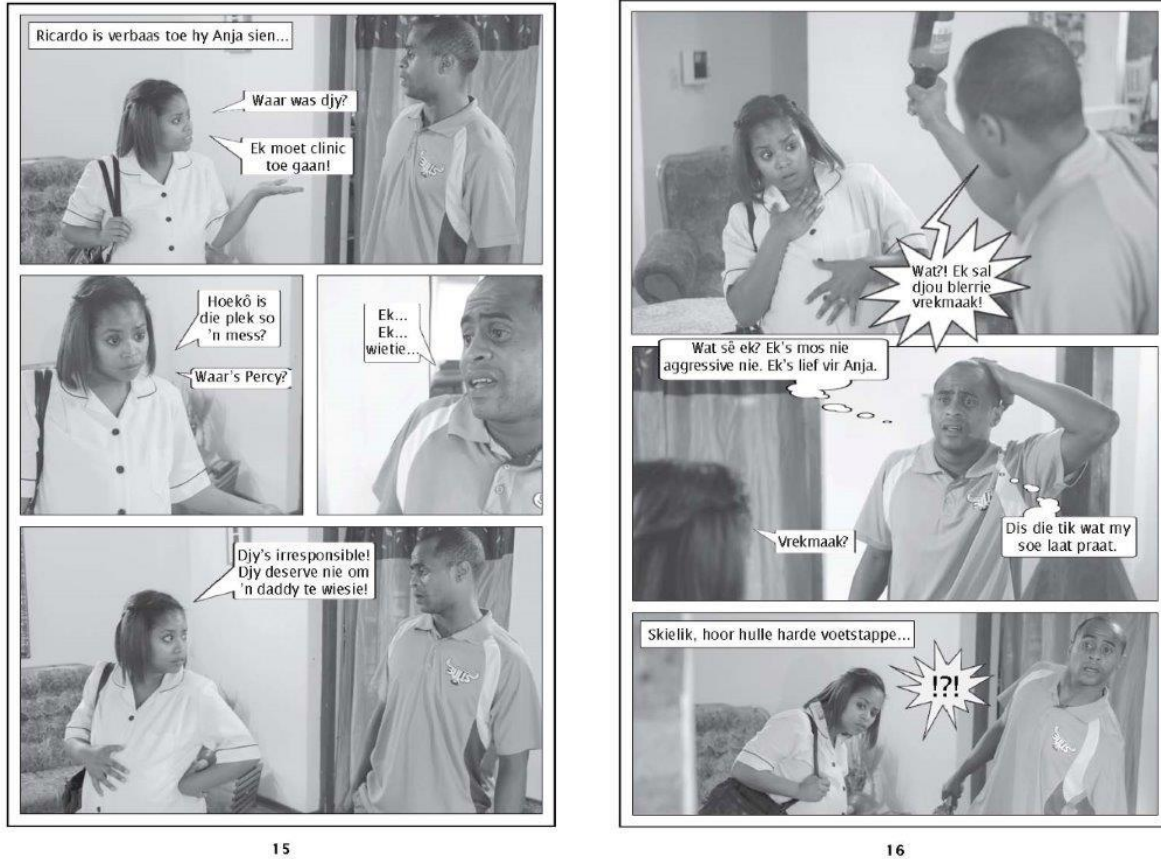 Ricardo is verbaas toe hy Anja sien...
Waar was djy?
Ek moet clinic
toe gaan!
Hoekô is
die plek so
'n mess?
Waar's Percy?
Ek...
Ek...
wietie...
Djy's irresponsible!
Djy deserve nie om
'n daddy te wiesie!
15
Wat?! Ek sal
djou blerrie
vrekmaak!
Wat sê ek? Ek's mos nie
aggressive nie. Ek's lief vir Anja.
Vrekmaak?
Dis die tik wat my
soe laat praat.
Skielik, hoor hulle harde voetstappe...
!?!
16